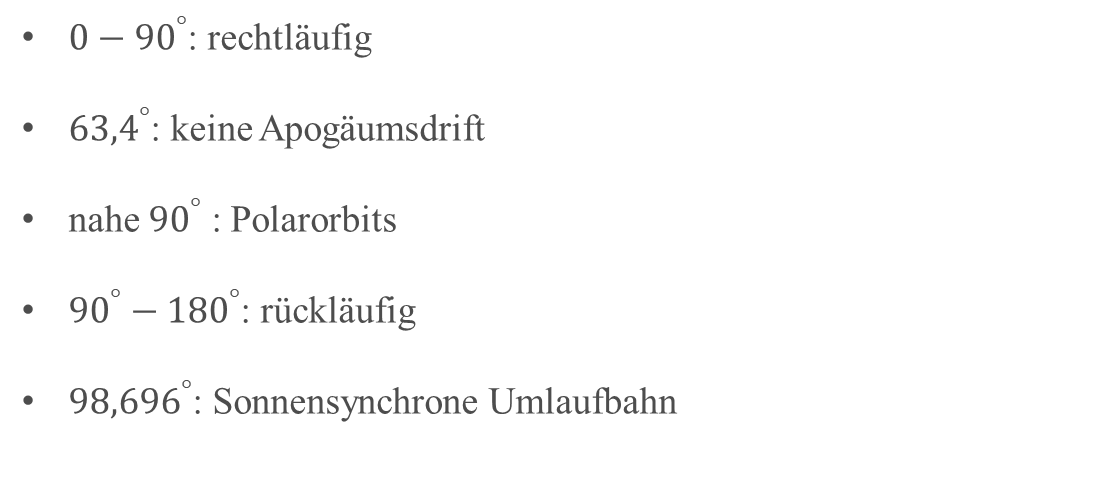 • 0 − 90°: rechtläufig
• 63,4°: keine Apogäumsdrift
• nahe 90° : Polarorbits
• 90° − 180°: rückläufig
• 98,696°: Sonnensynchrone Umlaufbahn